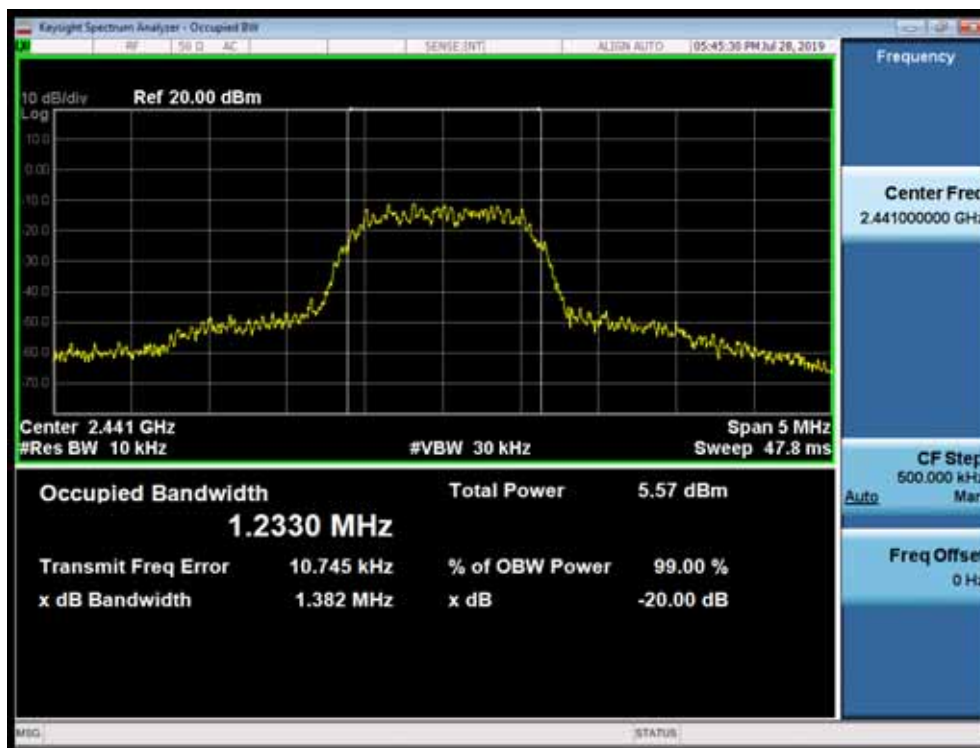 Keysight Spectrum Analyzer - Occupied BW
RF 50 Ω AC SENSE:INT ALIGN AUTO 05:45:30 PM Jul 28, 2019
Frequency
10 dB/div Ref 20.00 dBm
Log
10.0
0.00
-10.0
-20.0
-30.0
-40.0
-50.0
-60.0
-70.0
Center Freq
2.441000000 GHz
Center 2.441 GHz Span 5 MHz
#Res BW 10 kHz #VBW 30 kHz Sweep 47.8 ms
CF Step
500.000 kHz
Auto Man
Occupied Bandwidth Total Power 5.57 dBm
1.2330 MHz
Transmit Freq Error 10.745 kHz % of OBW Power 99.00 %
x dB Bandwidth 1.382 MHz x dB -20.00 dB
Freq Offset
0 Hz
MSG STATUS